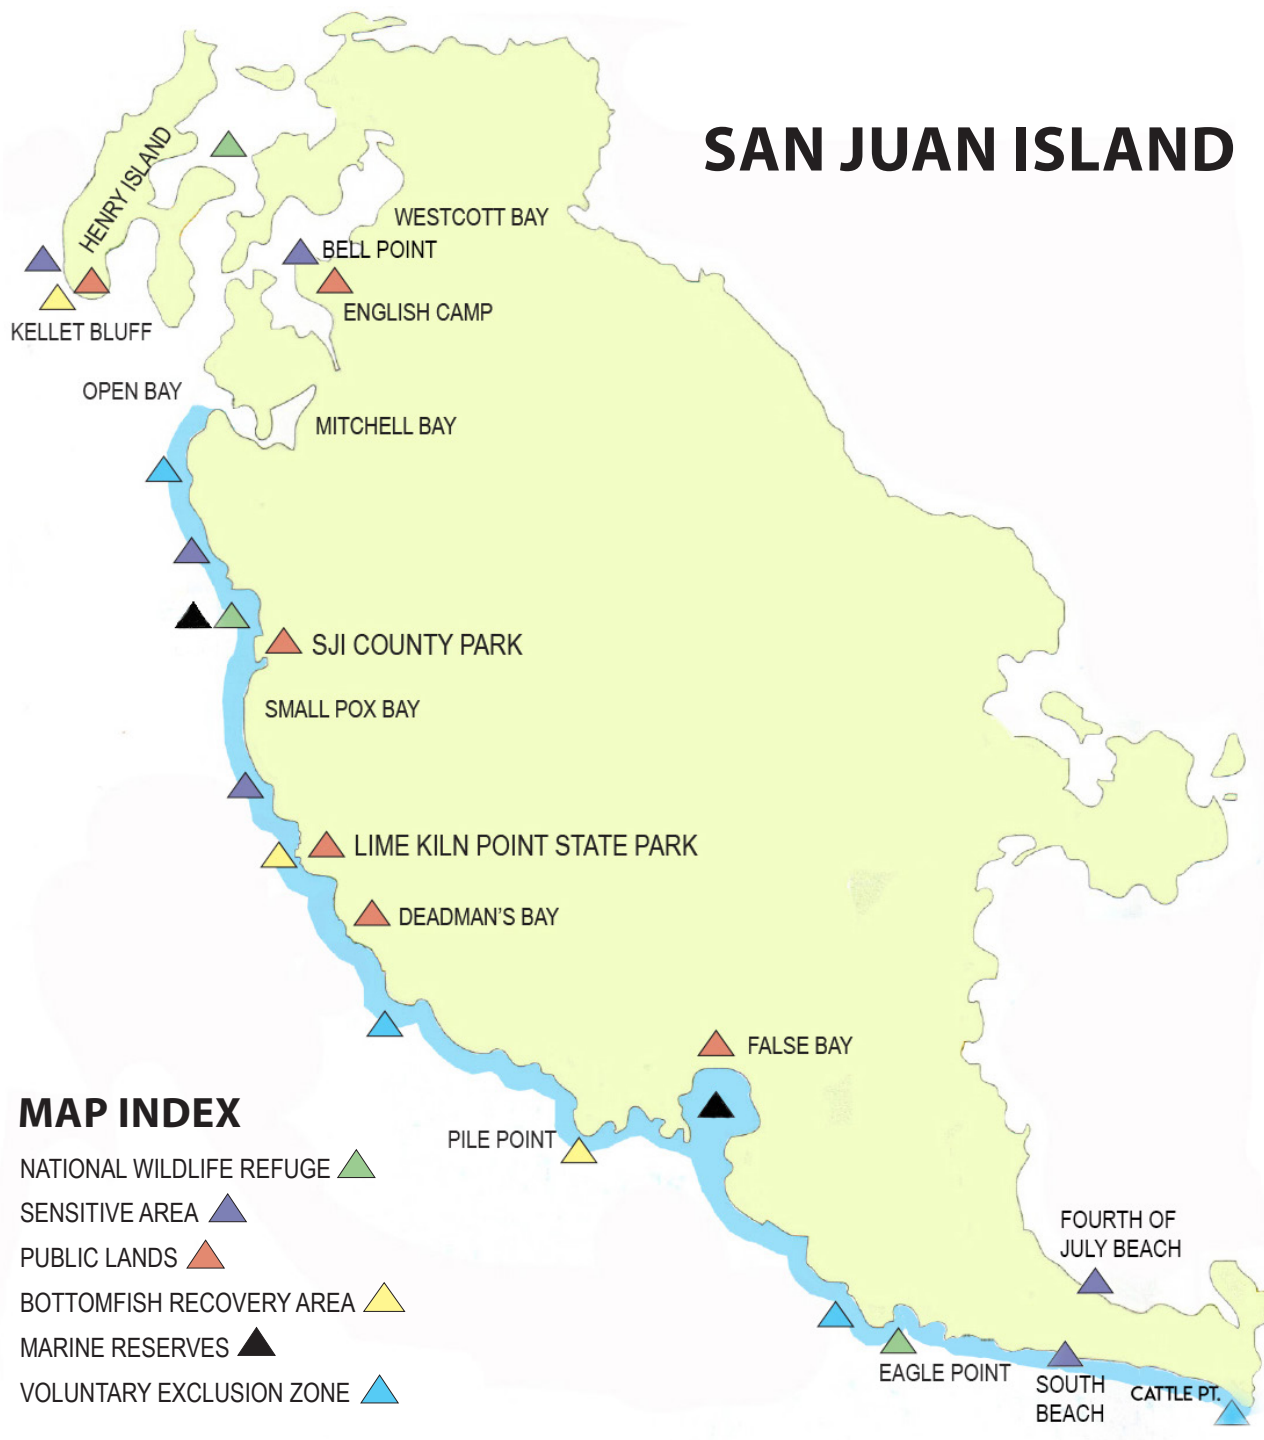 SAN JUAN ISLAND
HENRY ISLAND
WESTCOTT BAY
BELL POINT
ENGLISH CAMP
KELLET BLUFF
OPEN BAY
MITCHELL BAY
SJI COUNTY PARK
SMALL POX BAY
LIME KILN POINT STATE PARK
DEADMAN'S BAY
FALSE BAY
PILE POINT
FOURTH OF
JULY BEACH
EAGLE POINT
SOUTH
BEACH
CATTLE PT.
MAP INDEX
NATIONAL WILDLIFE REFUGE
SENSITIVE AREA
PUBLIC LANDS
BOTTOMFISH RECOVERY AREA
MARINE RESERVES
VOLUNTARY EXCLUSION ZONE